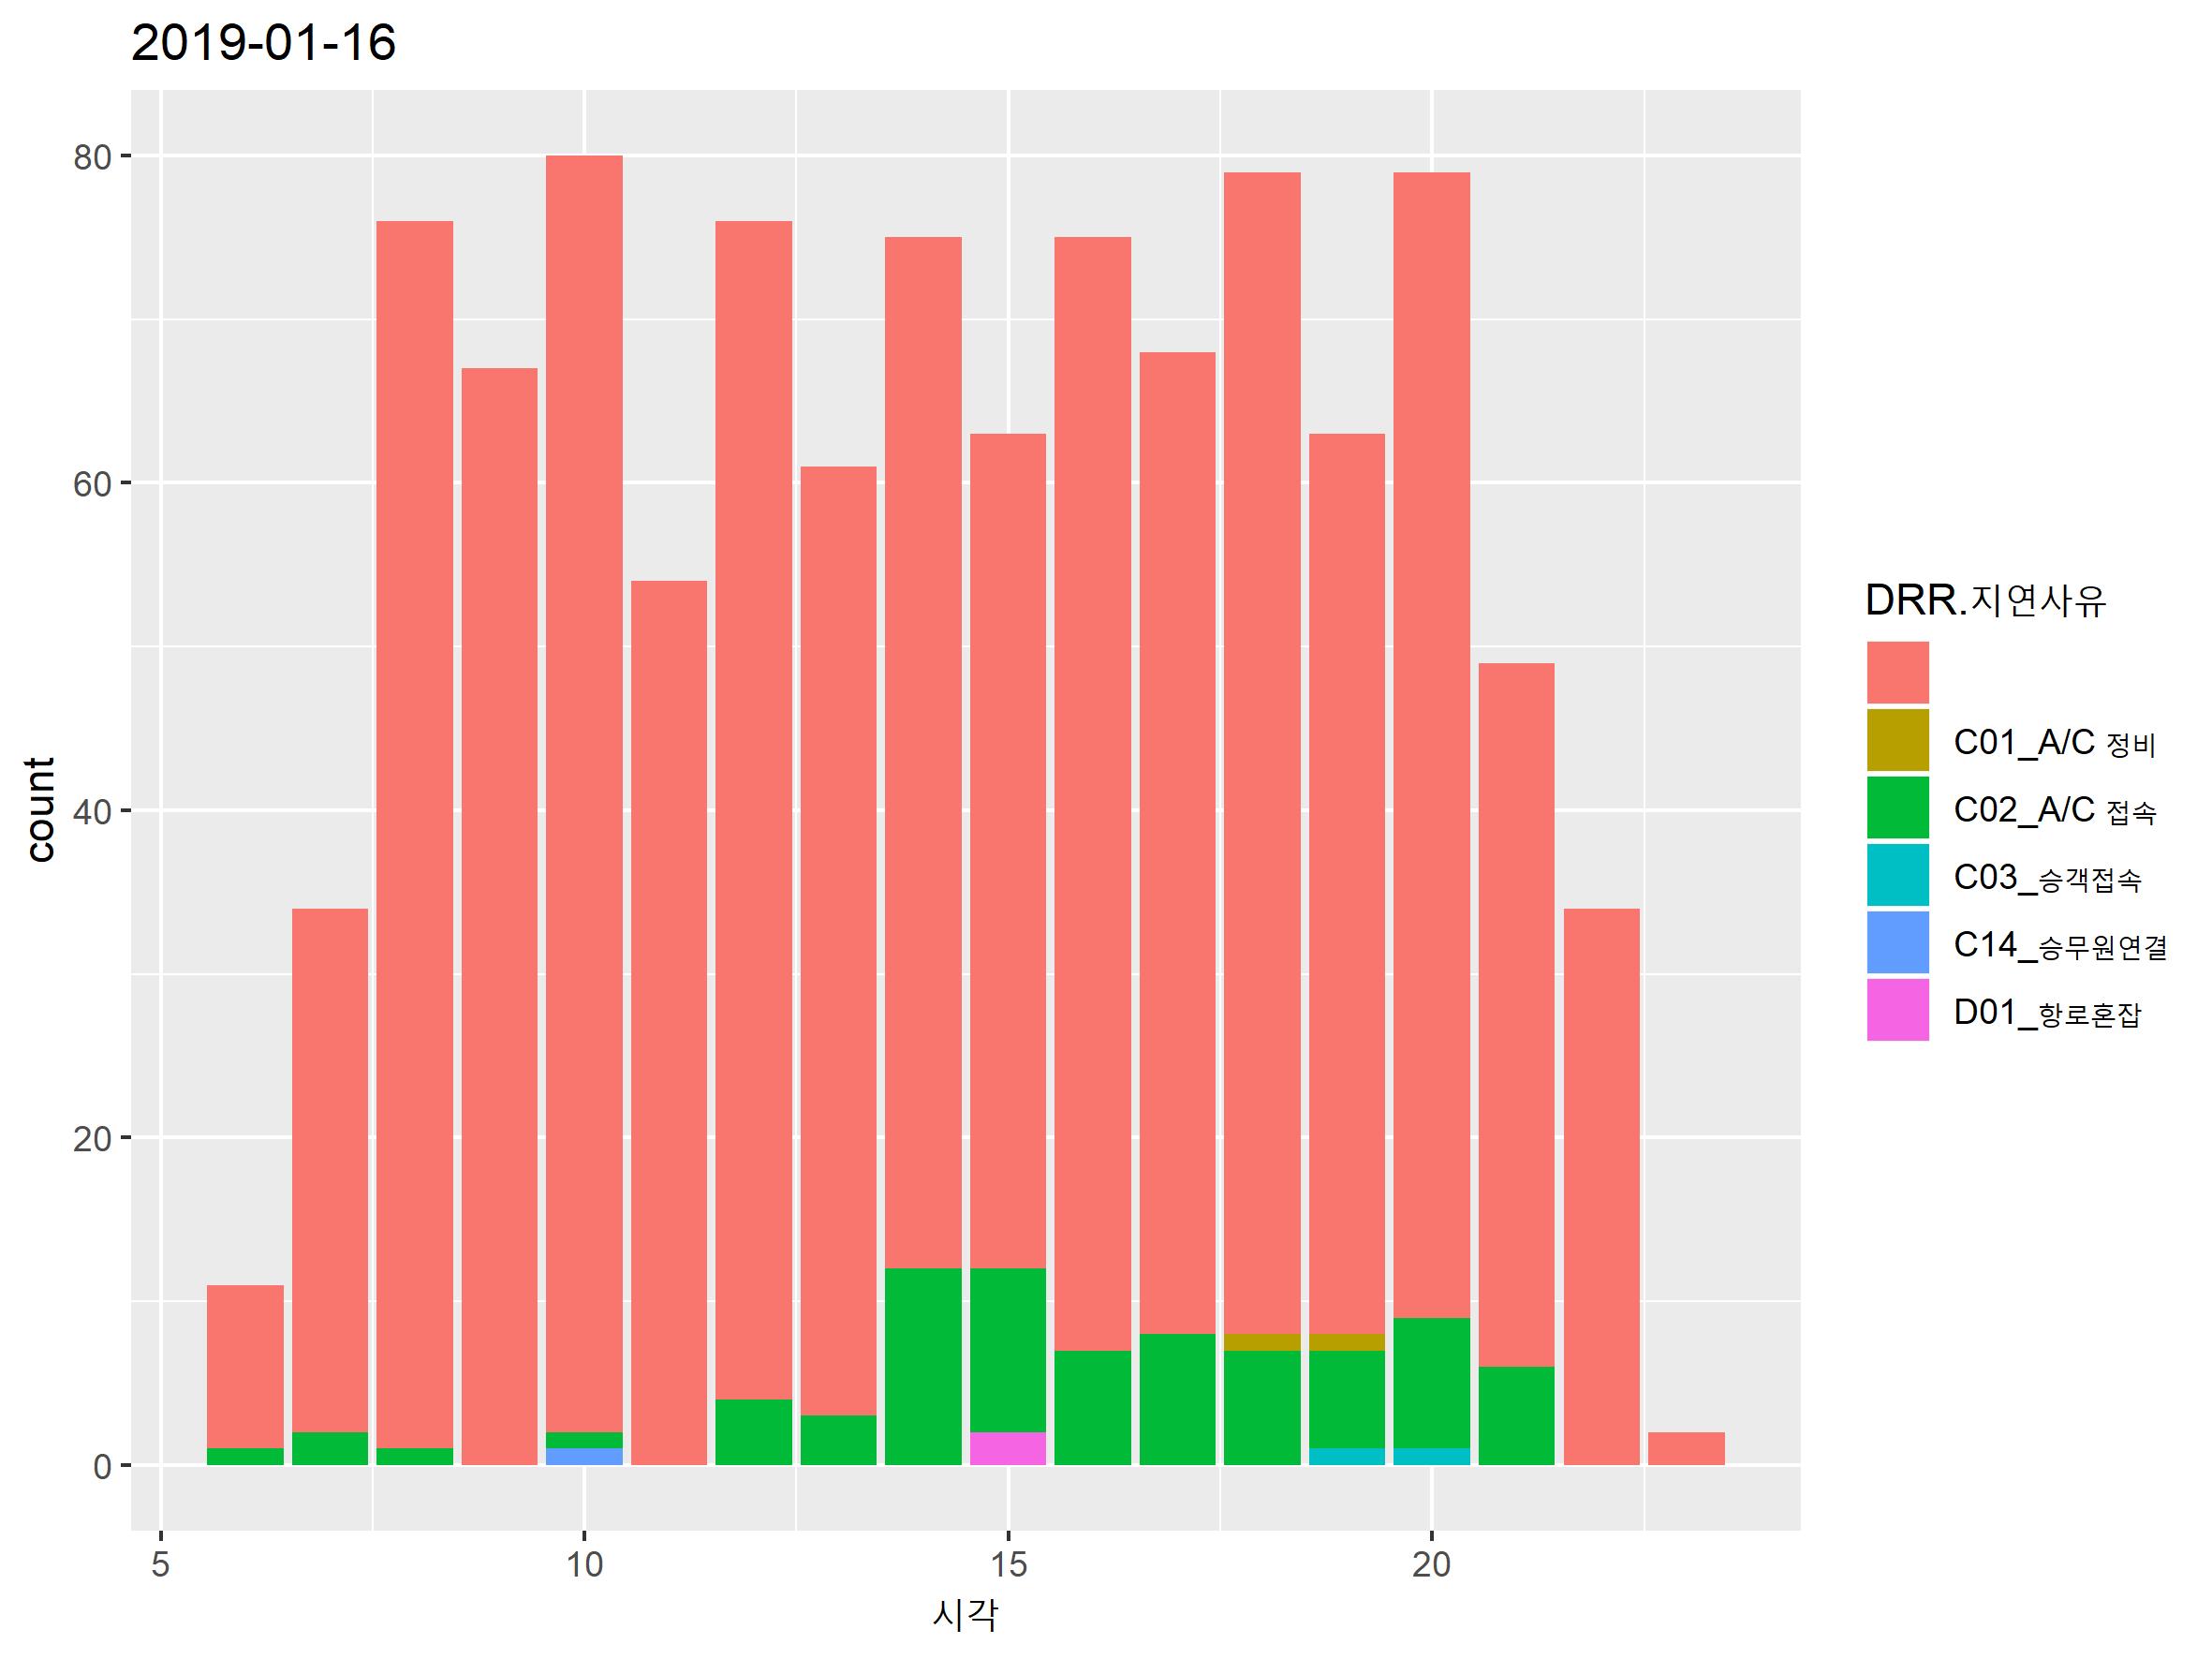 2019-01-16
80
60
40
20
0
count
5 10 15 20
시각
DRR.지연사유
C01_A/C 정비
C02_A/C 접속
C03_승객접속
C14_승무원연결
D01_항로혼잡